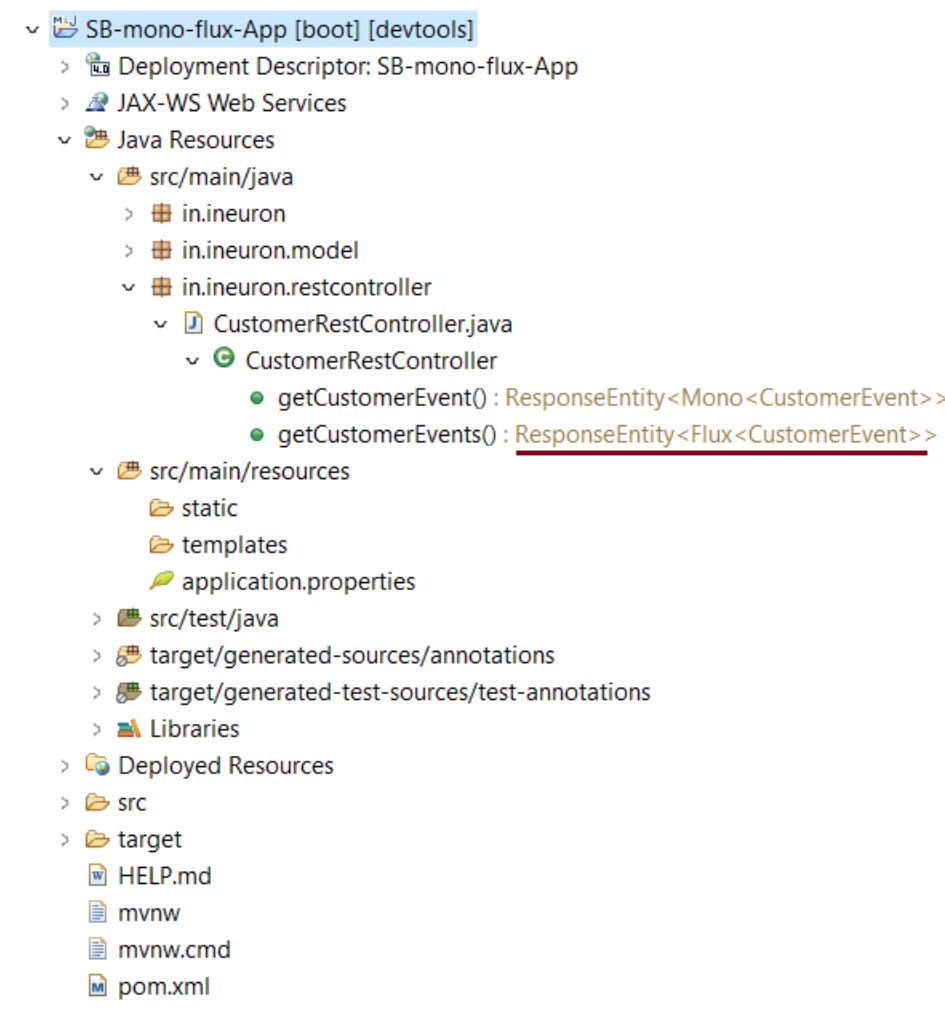 SB-mono-flux-App [boot] [devtools]
Deployment Descriptor: SB-mono-flux-App
JAX-WS Web Services
Java Resources
src/main/java
in.ineuron
in.ineuron.model
in.ineuron.restcontroller
CustomerRestController.java
CustomerRestController
getCustomerEvent() : ResponseEntity<Mono<CustomerEvent>>
getCustomerEvents() : ResponseEntity<Flux<CustomerEvent>>
src/main/resources
static
templates
application.properties
src/test/java
target/generated-sources/annotations
target/generated-test-sources/test-annotations
Libraries
Deployed Resources
src
target
HELP.md
mvnw
mvnw.cmd
pom.xml